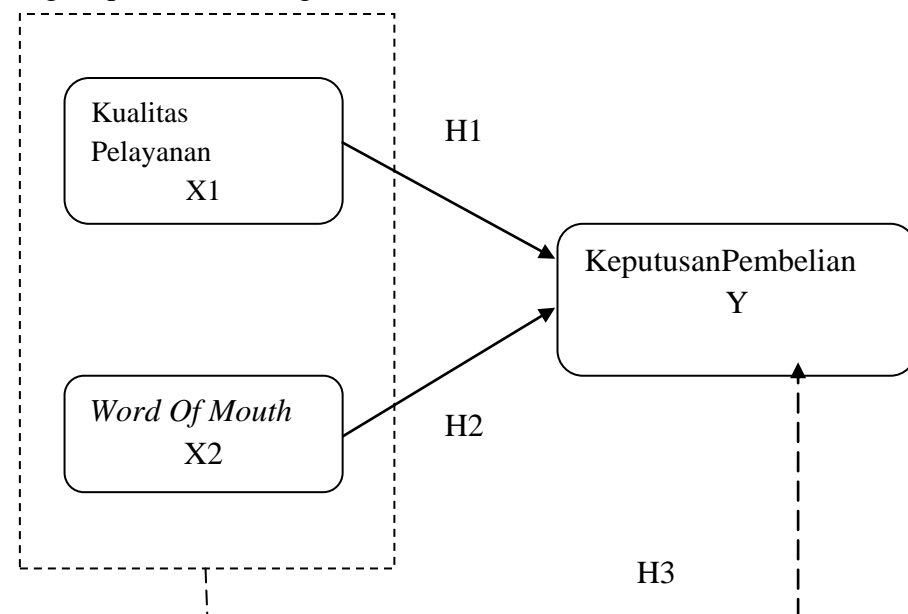 Kualitas
Pelayanan
X1
H1
KeputusanPembelian
Y
Word Of Mouth
X2
H2
H3